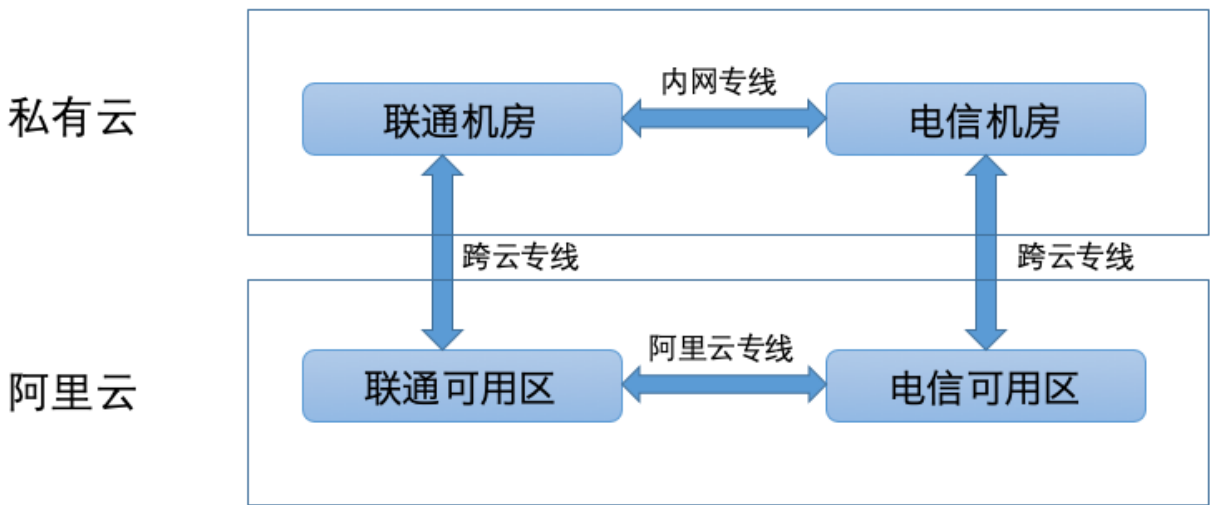 内网专线
私有云
联通机房
电信机房
跨云专线
跨云专线
阿里云专线
阿里云
联通可用区
电信可用区